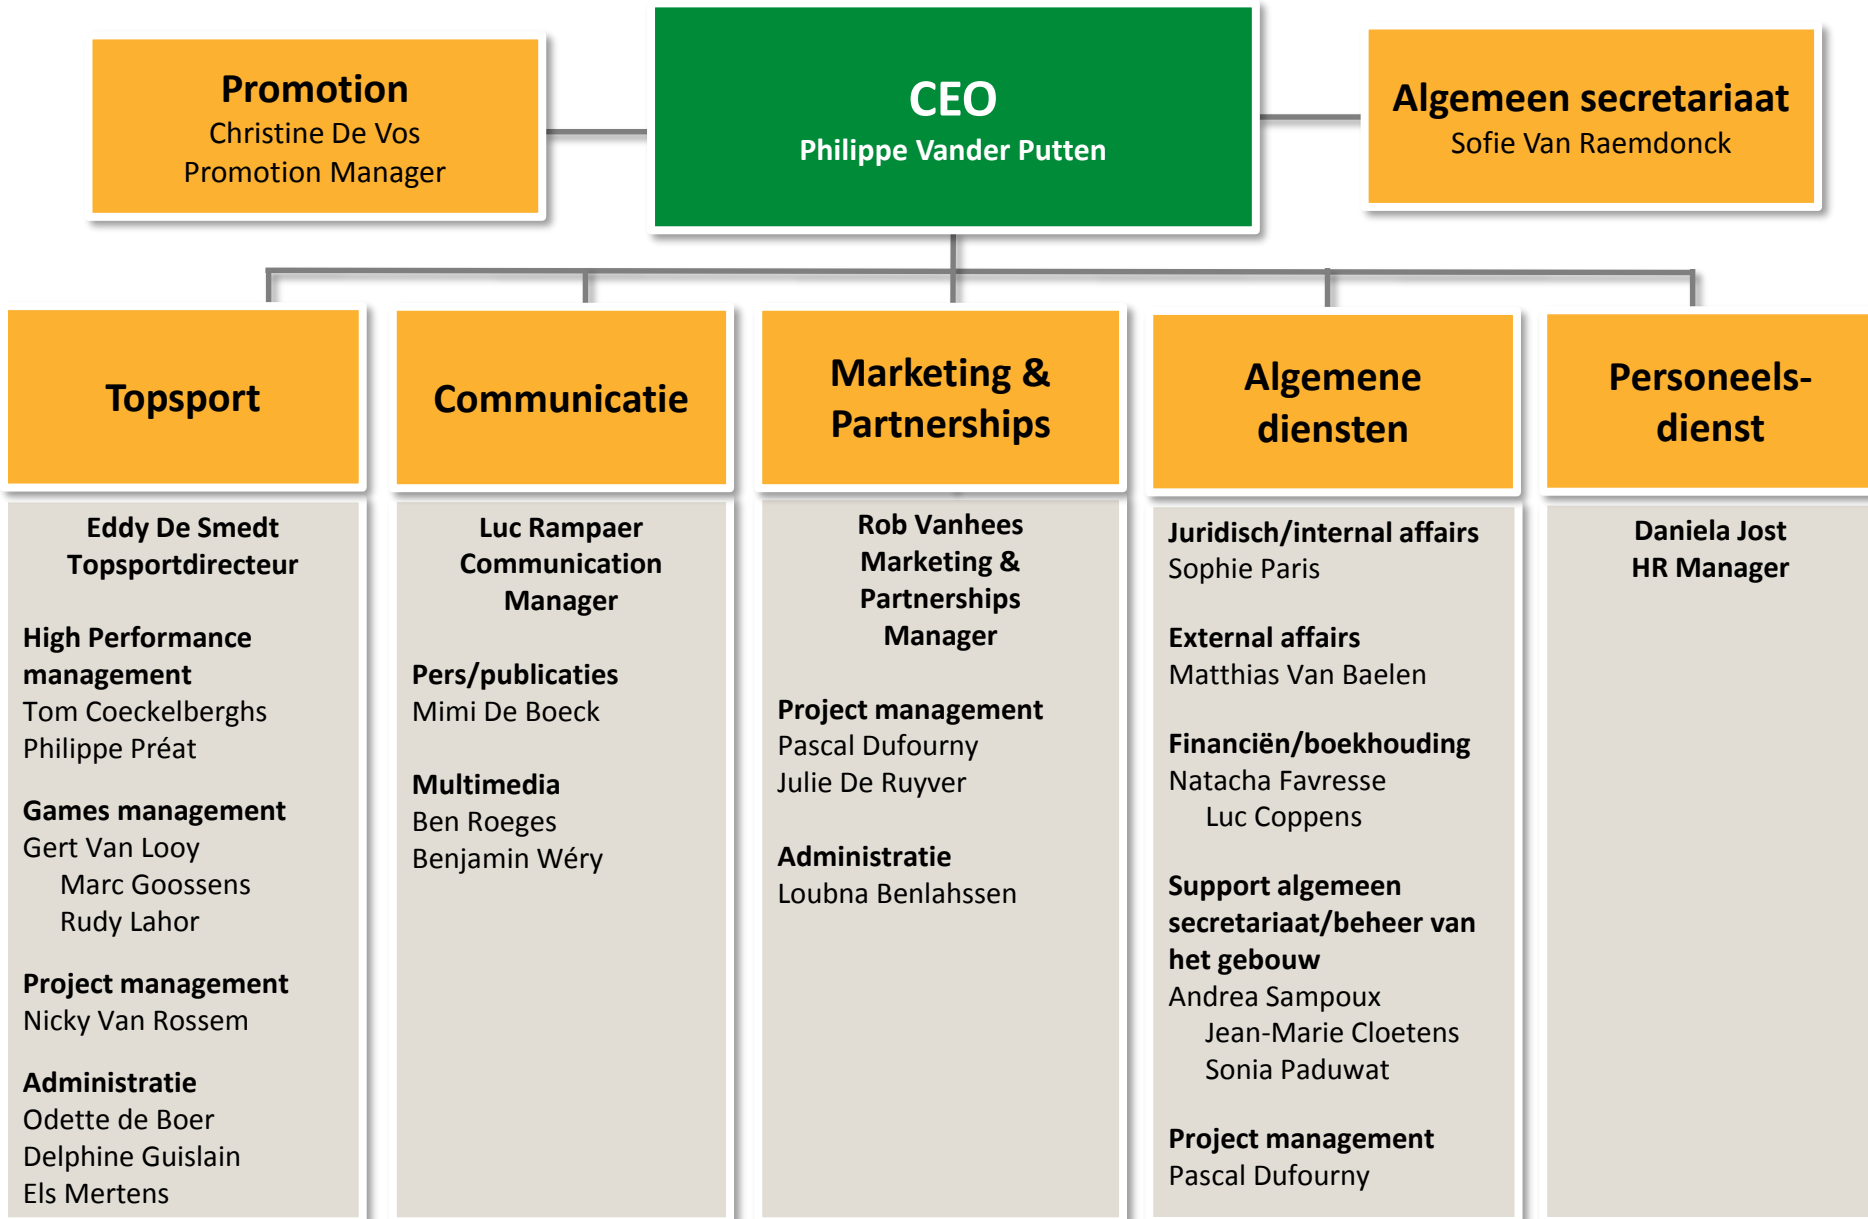 Promotion
Christine De Vos
Promotion Manager
CEO
Philippe Vander Putten
Algemeen secretariaat
Sofie Van Raemdonck
Topsport
Eddy De Smedt
Topsportdirecteur
High Performance
management
Tom Coeckelberghs
Philippe Préat
Games management
Gert Van Looy
Marc Goossens
Rudy Lahor
Project management
Nicky Van Rossem
Administratie
Odette de Boer
Delphine Guislain
Els Mertens
Communicatie
Luc Rampaer
Communication
Manager
Pers/publicaties
Mimi De Boeck
Multimedia
Ben Roeges
Benjamin Wéry
Marketing &
Partnerships
Rob Vanhees
Marketing &
Partnerships
Manager
Project management
Pascal Dufourny
Julie De Ruyver
Administratie
Loubna Benlahssen
Algemene
diensten
Juridisch/internal affairs
Sophie Paris
External affairs
Matthias Van Baelen
Financiën/boekhouding
Natacha Favresse
Luc Coppens
Support algemeen
secretariaat/beheer van
het gebouw
Andrea Sampoux
Jean-Marie Cloetens
Sonia Paduwat
Project management
Pascal Dufourny
Personeels-
dienst
Daniela Jost
HR Manager